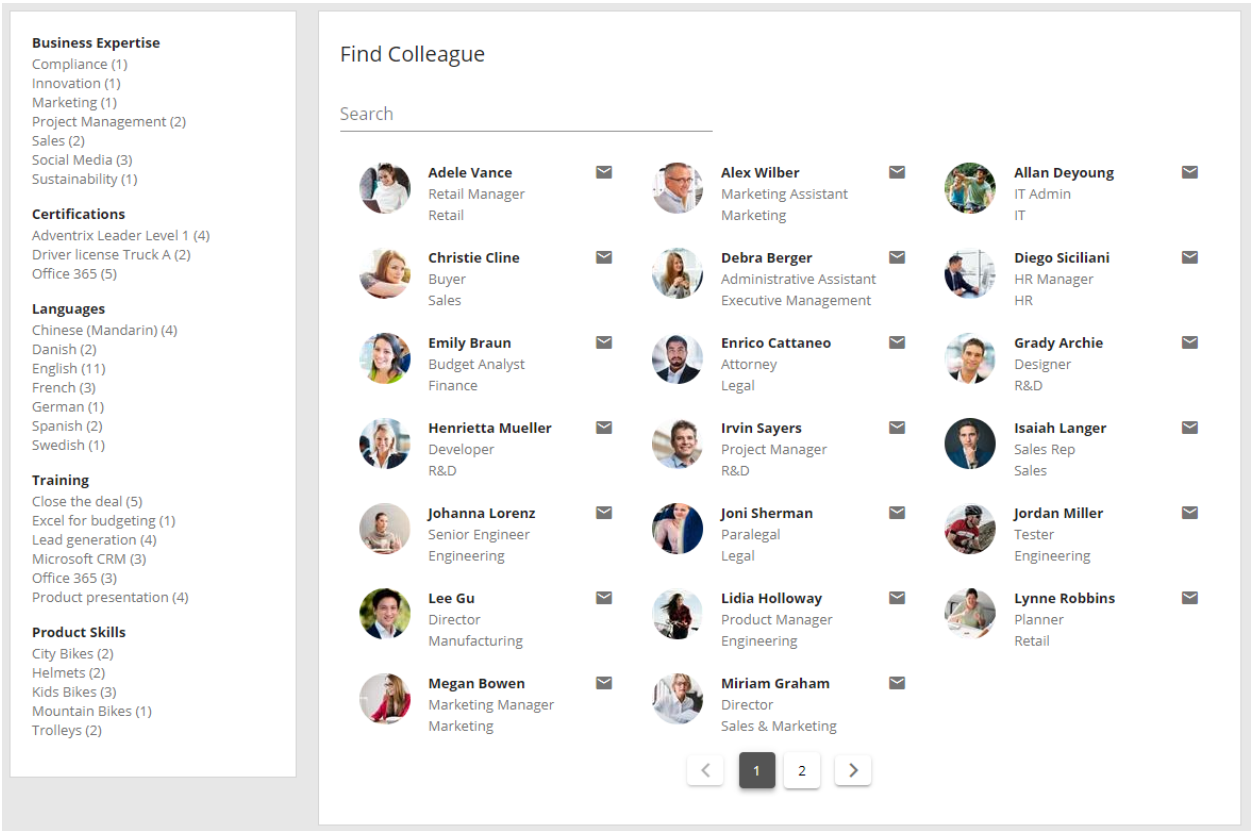 Business Expertise
Compliance (1)
Innovation (1)
Marketing (1)
Project Management (2)
Sales (2)
Social Media (3)
Sustainability (1)
Certifications
Adventrix Leader Level 1 (4)
Driver license Truck A (2)
Office 365 (5)
Languages
Chinese (Mandarin) (4)
Danish (2)
English (11)
French (3)
German (1)
Spanish (2)
Swedish (1)
Training
Close the deal (5)
Excel for budgeting (1)
Lead generation (4)
Microsoft CRM (3)
Office 365 (3)
Product presentation (4)
Product Skills
City Bikes (2)
Helmets (2)
Kids Bikes (3)
Mountain Bikes (1)
Trolleys (2)
Find Colleague
Search
Adele Vance
Retail Manager
Retail
Alex Wilber
Marketing Assistant
Marketing
Allan Deyoung
IT Admin
IT
Christie Cline
Buyer
Sales
Debra Berger
Administrative Assistant
Executive Management
Diego Siciliani
HR Manager
HR
Emily Braun
Budget Analyst
Finance
Enrico Cattaneo
Attorney
Legal
Grady Archie
Designer
R&D
Henrietta Mueller
Developer
R&D
Irvin Sayers
Project Manager
R&D
Isaiah Langer
Sales Rep
Sales
Johanna Lorenz
Senior Engineer
Engineering
Joni Sherman
Paralegal
Legal
Jordan Miller
Tester
Engineering
Lee Gu
Director
Manufacturing
Lidia Holloway
Product Manager
Engineering
Lynne Robbins
Planner
Retail
Megan Bowen
Marketing Manager
Marketing
Miriam Graham
Director
Sales & Marketing
1 2